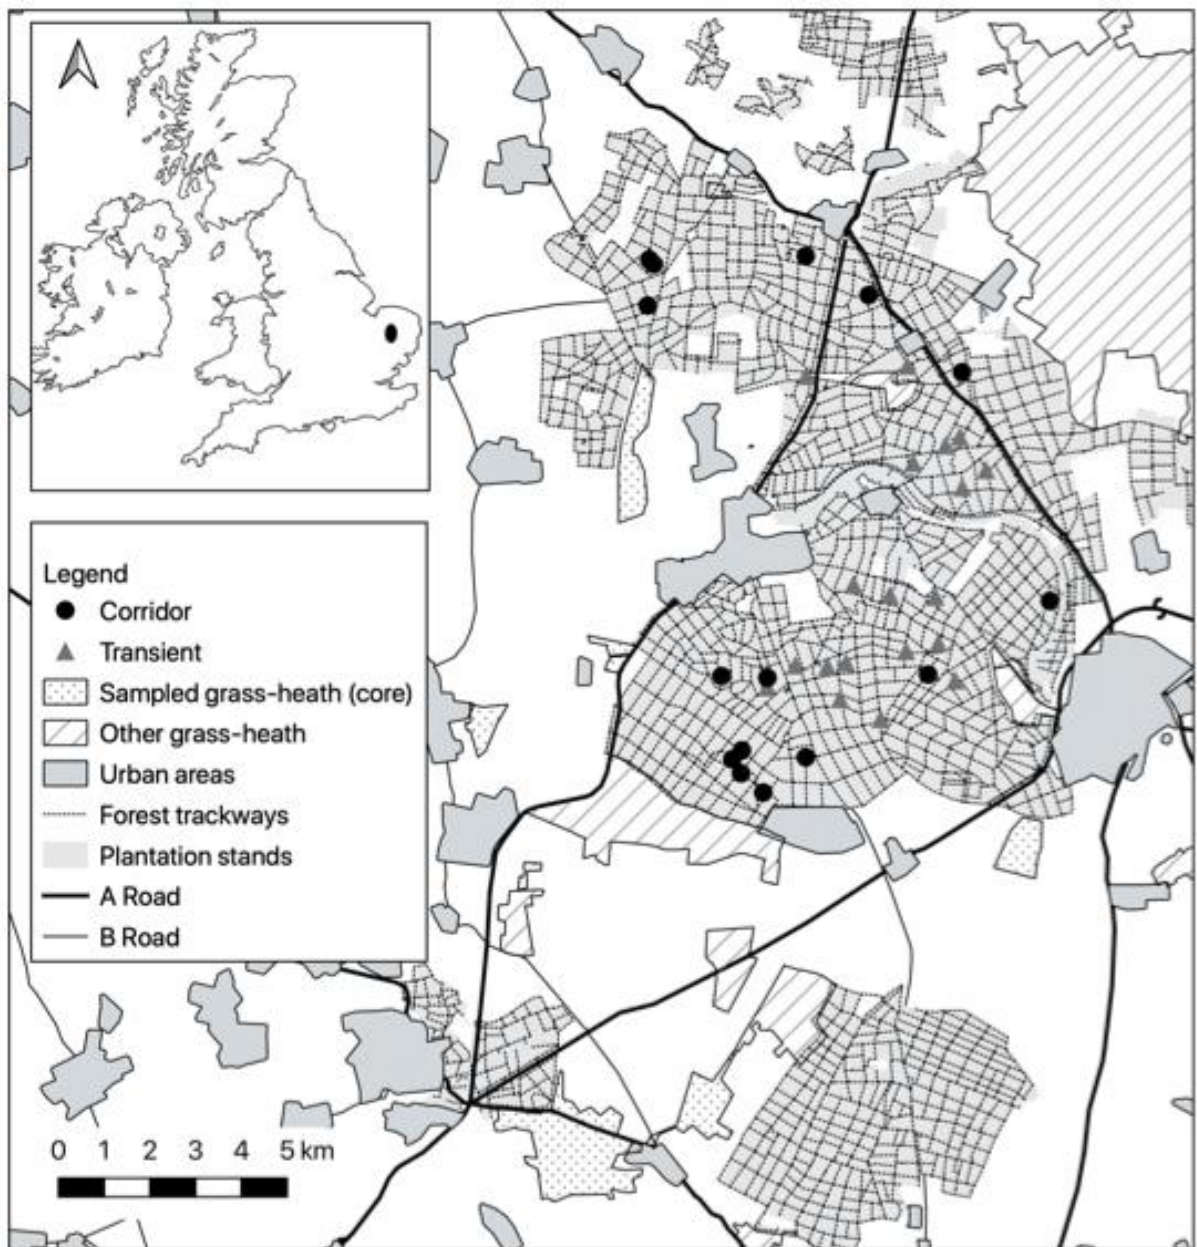 Legend
Corridor
Transient
Sampled grass-heath (core)
Other grass-heath
Urban areas
Forest trackways
Plantation stands
A Road
B Road
0 1 2 3 4 5 km